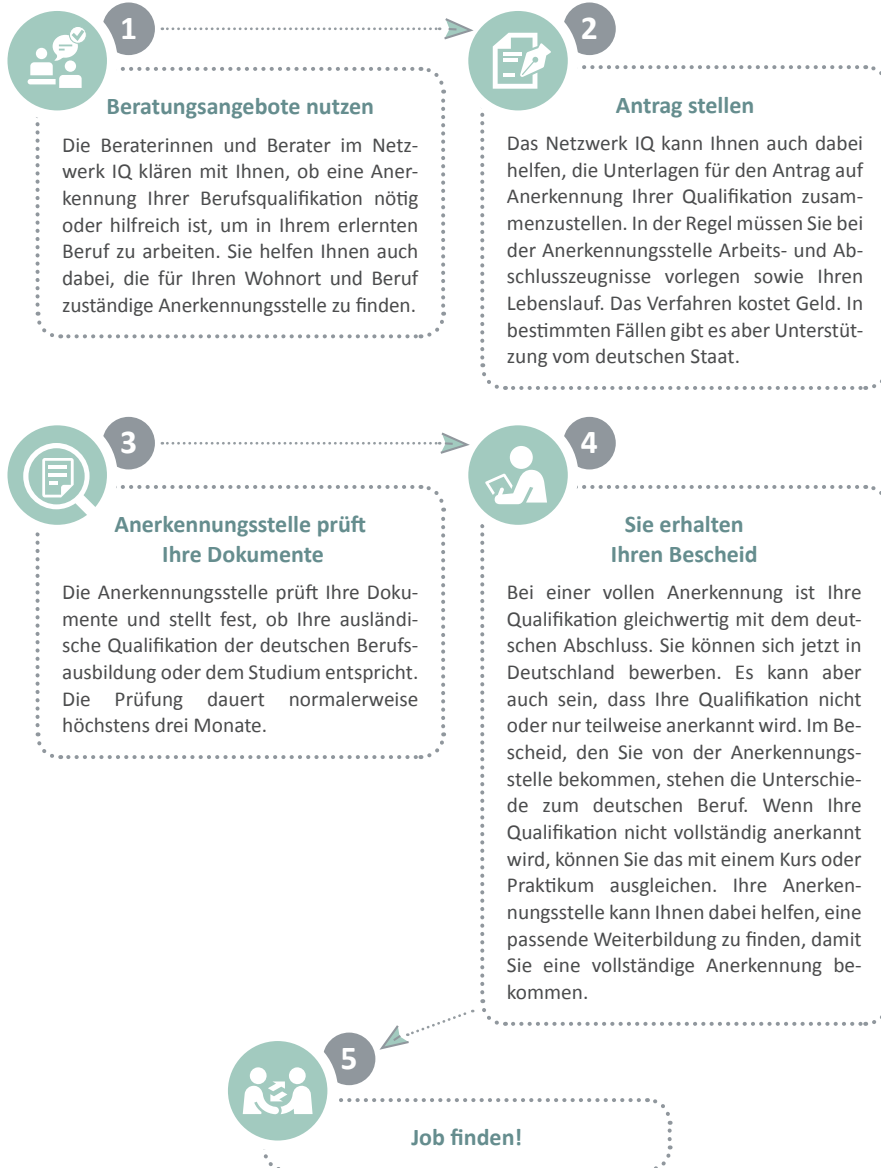 1
Beratungsangebote nutzen
Die Beraterinnen und Berater im Netz-
werk IQ klären mit Ihnen, ob eine Aner-
kennung Ihrer Berufsqualifikation nötig
oder hilfreich ist, um in Ihrem erlernten
Beruf zu arbeiten. Sie helfen Ihnen auch
dabei, die für Ihren Wohnort und Beruf
zuständige Anerkennungsstelle zu finden.
2
Antrag stellen
Das Netzwerk IQ kann Ihnen auch dabei
helfen, die Unterlagen für den Antrag auf
Anerkennung Ihrer Qualifikation zusam-
menzustellen. In der Regel müssen Sie bei
der Anerkennungsstelle Arbeits- und Ab-
schlusszeugnisse vorlegen sowie Ihren
Lebenslauf. Das Verfahren kostet Geld. In
bestimmten Fällen gibt es aber Unterstüt-
zung vom deutschen Staat.
3
Anerkennungsstelle prüft
Ihre Dokumente
Die Anerkennungsstelle prüft Ihre Doku-
mente und stellt fest, ob Ihre ausländi-
sche Qualifikation der deutschen Berufs-
ausbildung oder dem Studium entspricht.
Die Prüfung dauert normalerweise
höchstens drei Monate.
4
Sie erhalten
Ihren Bescheid
Bei einer vollen Anerkennung ist Ihre
Qualifikation gleichwertig mit dem deut-
schen Abschluss. Sie können sich jetzt in
Deutschland bewerben. Es kann aber
auch sein, dass Ihre Qualifikation nicht
oder nur teilweise anerkannt wird. Im Be-
scheid, den Sie von der Anerkennungs-
stelle bekommen, stehen die Unterschie-
de zum deutschen Beruf. Wenn Ihre
Qualifikation nicht vollständig anerkannt
wird, können Sie das mit einem Kurs oder
Praktikum ausgleichen. Ihre Anerken-
nungsstelle kann Ihnen dabei helfen, eine
passende Weiterbildung zu finden, damit
Sie eine vollständige Anerkennung be-
kommen.
5
Job finden!